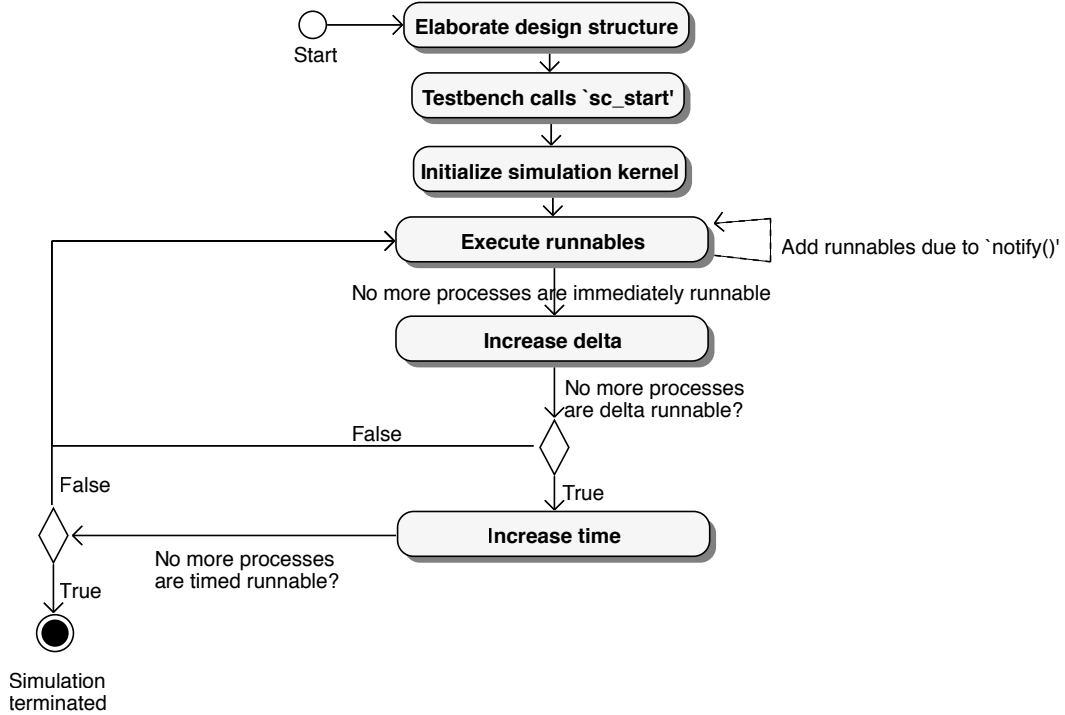 Elaborate design structure
Start
Testbench calls `sc_start'
Initialize simulation kernel
Execute runnables
Add runnables due to `notify()'
No more processes are immediately runnable
Increase delta
No more processes
are delta runnable?
False
False
True
Increase time
No more processes
are timed runnable?
True
Simulation
terminated